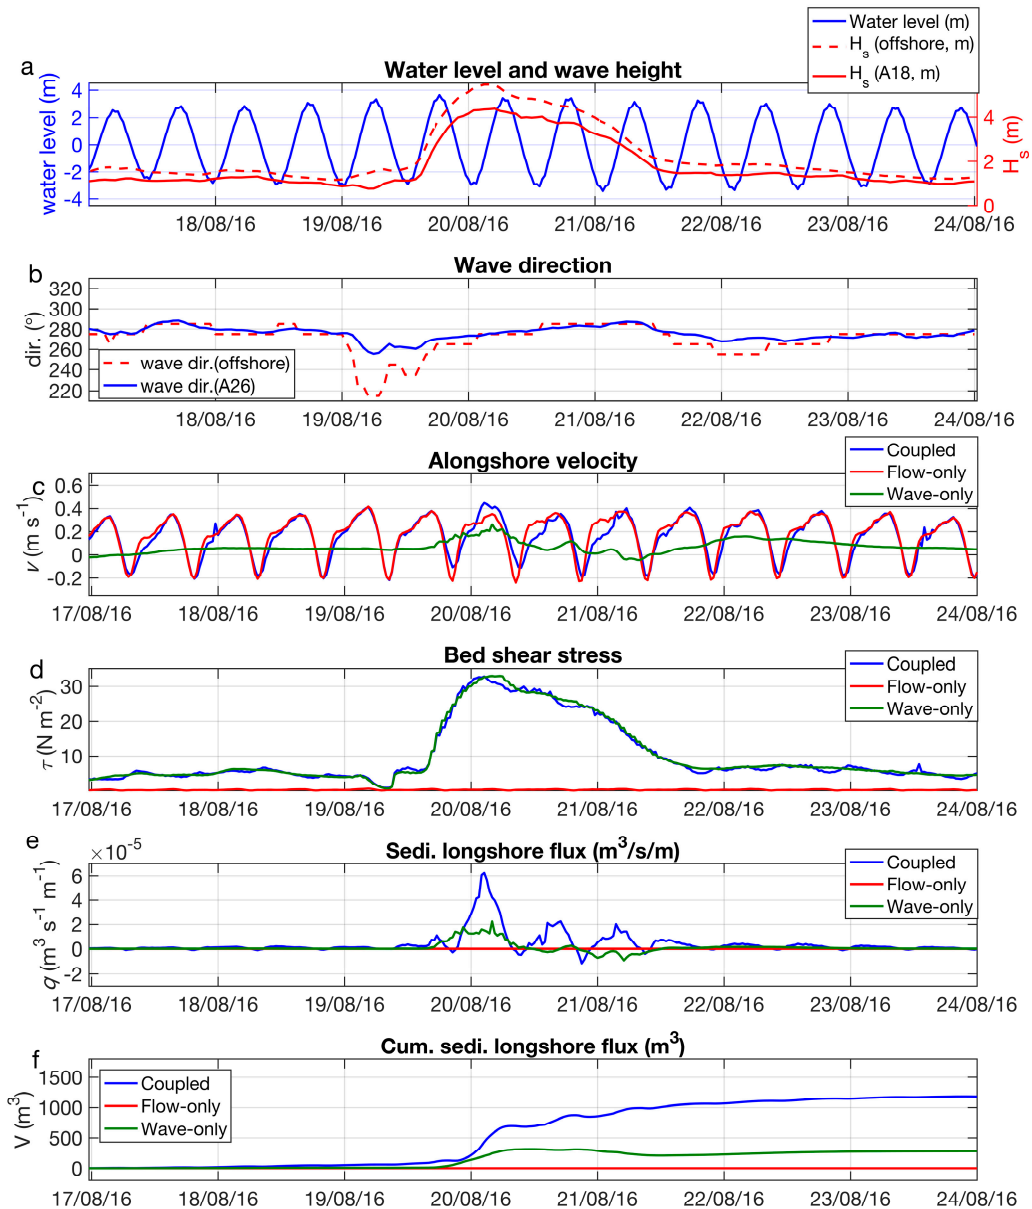 Water level (m)
H_s (offshore, m)
H_s (A18, m)
a
Water level and wave height
water level (m)
4
2
0
-2
-4
4
2
0
H_s (m)
18/08/16 19/08/16 20/08/16 21/08/16 22/08/16 23/08/16 24/08/16
b
Wave direction
dir. (°)
320
300
280
260
240
220
wave dir.(offshore)
wave dir.(A26)
18/08/16 19/08/16 20/08/16 21/08/16 22/08/16 23/08/16 24/08/16
Coupled
Flow-only
Wave-only
c
Alongshore velocity
v (m s⁻¹)
0.6
0.4
0.2
0
-0.2
17/08/16 18/08/16 19/08/16 20/08/16 21/08/16 22/08/16 23/08/16 24/08/16
d
Bed shear stress
Coupled
Flow-only
Wave-only
τ (N m⁻²)
30
20
10
17/08/16 18/08/16 19/08/16 20/08/16 21/08/16 22/08/16 23/08/16 24/08/16
e
×10⁻⁵
Sedi. longshore flux (m³/s/m)
Coupled
Flow-only
Wave-only
q (m³ s⁻¹ m⁻¹)
6
4
2
0
-2
17/08/16 18/08/16 19/08/16 20/08/16 21/08/16 22/08/16 23/08/16 24/08/16
f
Cum. sedi. longshore flux (m³)
V (m³)
1500
1000
500
0
Coupled
Flow-only
Wave-only
17/08/16 18/08/16 19/08/16 20/08/16 21/08/16 22/08/16 23/08/16 24/08/16